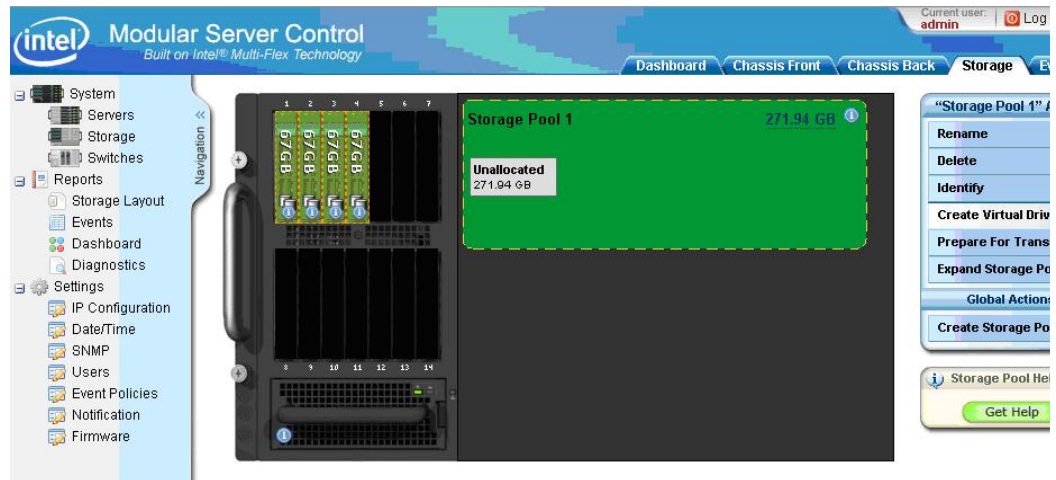 intel
Modular Server Control
Built on Intel® Multi-Flex Technology
Current user:
admin
Log
Dashboard
Chassis Front
Chassis Back
Storage
Ev
System
Servers
Storage
Switches
Reports
Storage Layout
Events
Dashboard
Diagnostics
Settings
IP Configuration
Date/Time
SNMP
Users
Event Policies
Notification
Firmware
Navigation
1 2 3 4 5 6 7
67GB 67GB 67GB 67GB
8 9 10 11 12 13 14
Storage Pool 1 271.94 GB
Unallocated
271.94 GB
"Storage Pool 1" A
Rename
Delete
Identify
Create Virtual Driv
Prepare For Trans
Expand Storage Po
Global Actions
Create Storage Po
Storage Pool Hel
Get Help